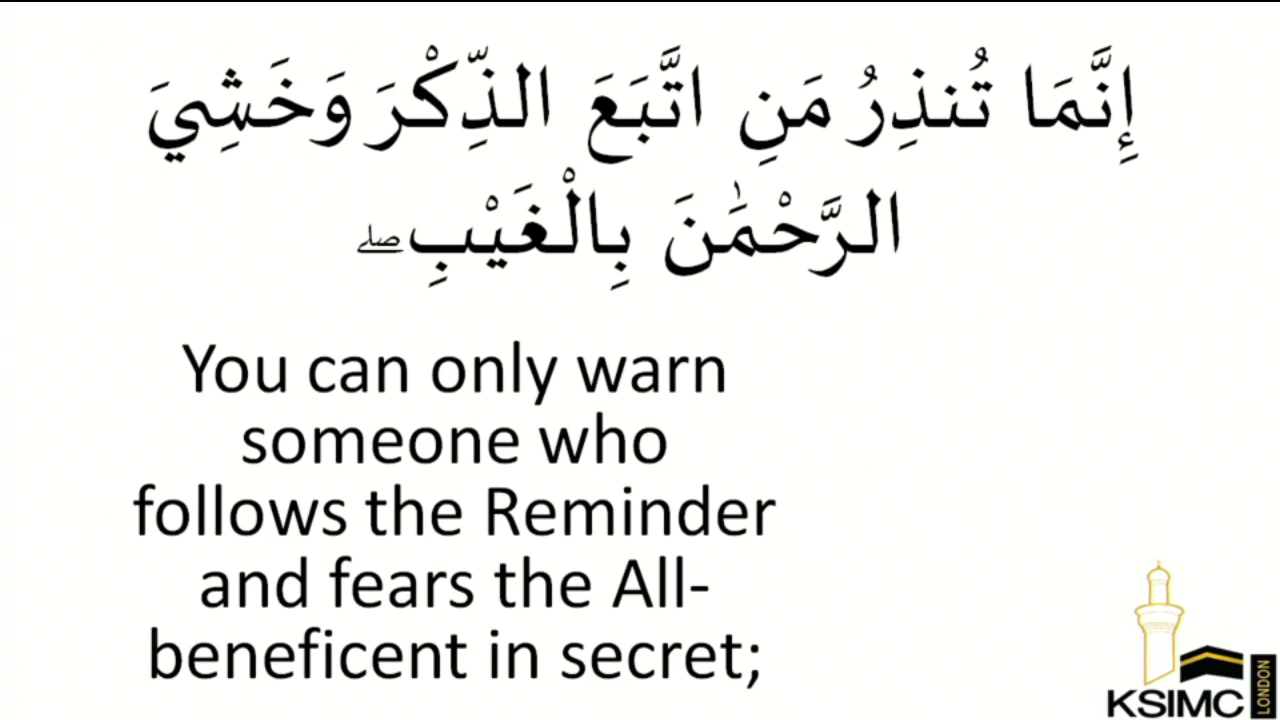 إِنَّمَا تُنذِرُ مَنِ اتَّبَعَ الذِّكْرَ وَخَشِيَ
الرَّحْمَٰنَ بِالْغَيْبِ ۖ
You can only warn
someone who
follows the Reminder
and fears the All-
beneficent in secret;
KSIMC
LONDON